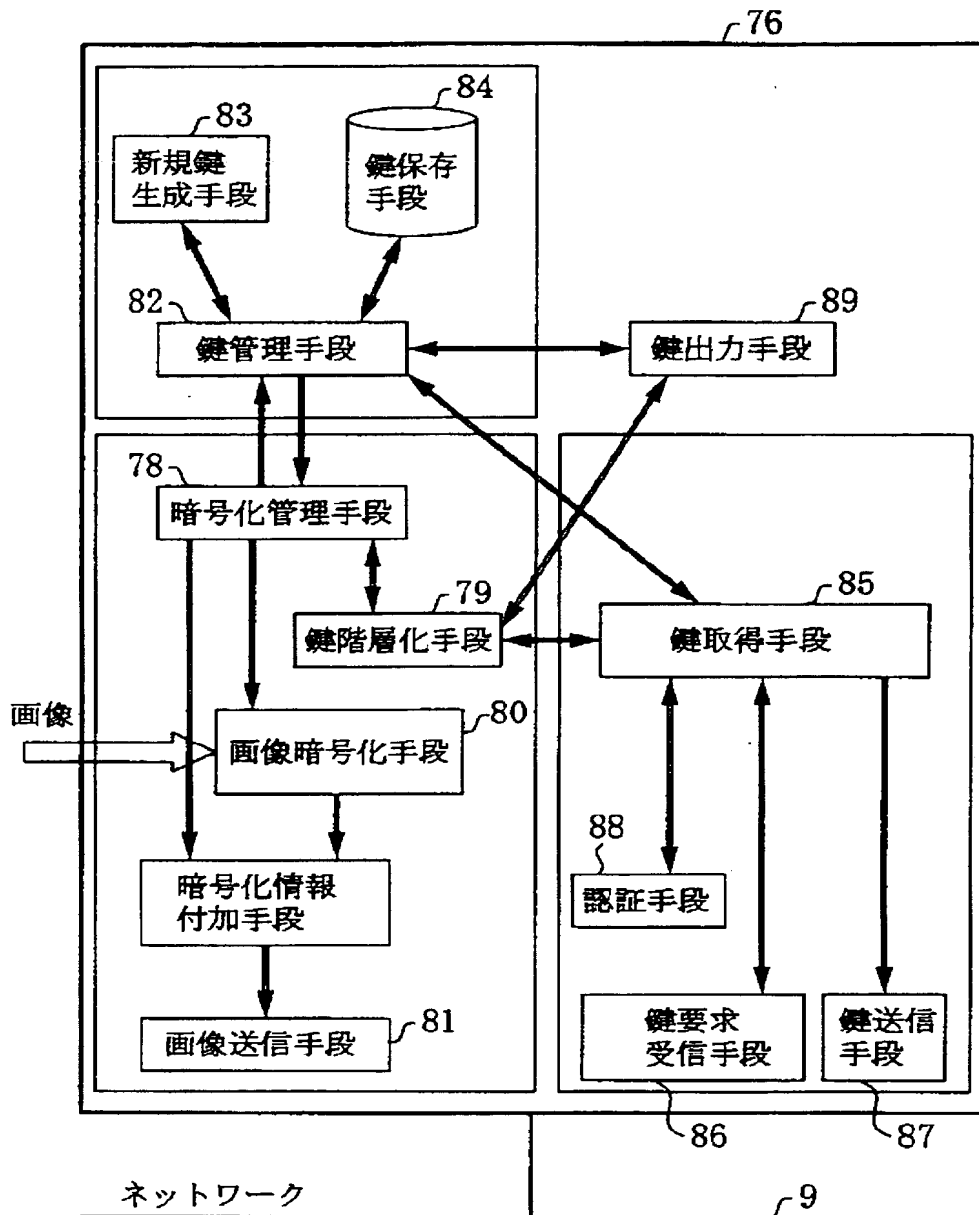 76
83
新規鍵
生成手段
84
鍵保存
手段
82
鍵管理手段
89
鍵出力手段
78
暗号化管理手段
79
鍵階層化手段
85
鍵取得手段
画像
80
画像暗号化手段
88
認証手段
暗号化情報
付加手段
81
画像送信手段
鍵要求
受信手段
86
鍵送信
手段
87
ネットワーク
9